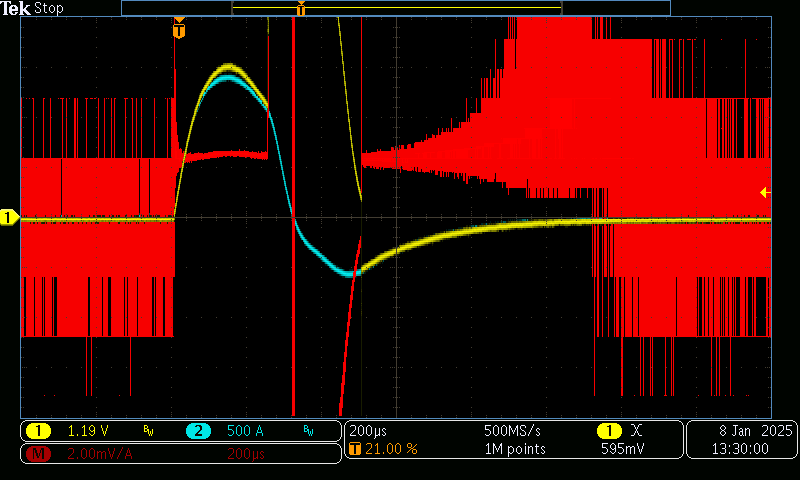 Tek Stop
T
T
1
1 1.19 V BW 2 500 A BW 200µs 500MS/s 1 X 8 Jan 2025
M 2.00mV/A 200µs T 21.00 % 1M points 595mV 13:30:00